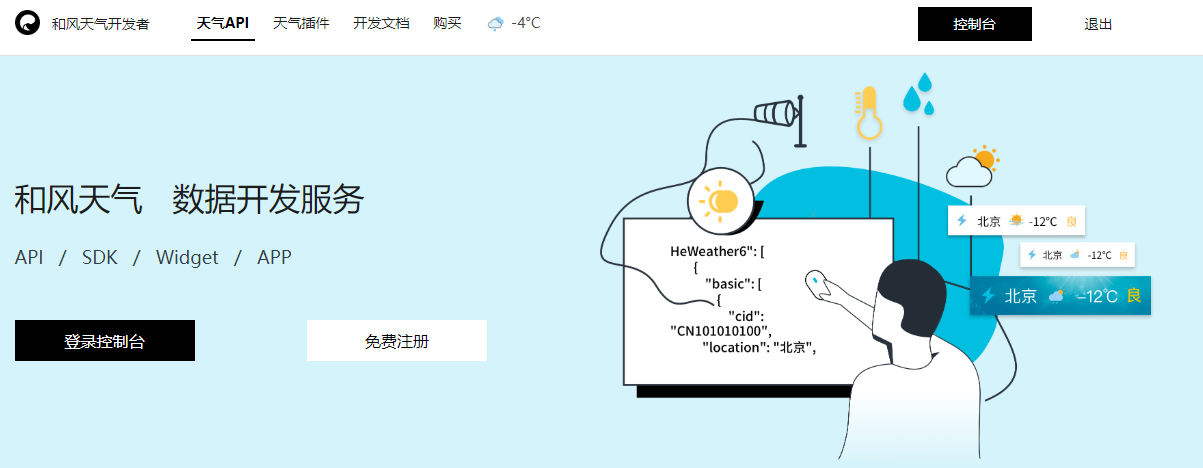 和风天气开发者 天气API 天气插件 开发文档 购买 -4°C 控制台 退出
和风天气 数据开发服务
API / SDK / Widget / APP
登录控制台 免费注册
HeWeather6": [
{
"basic": [
{
"cid":
"CN101010100",
"location": "北京",
北京 -12°C 良
北京 -12°C 良
北京 -12°C 良